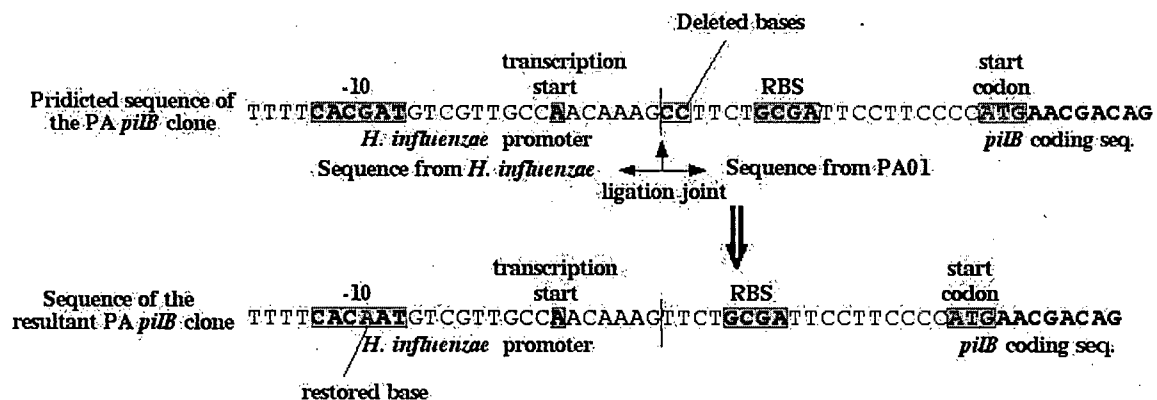 Deleted bases
transcription
start
-10
start
RBS
codon
Pridicted sequence of
the PA pilB clone
TTTTCACGATGTCGTTGCCAACAAAGCCTTCTGCGATTCCTTCCCCATGAACGACAG
H. influenzae promoter
pilB coding seq.
Sequence from H. influenzae
Sequence from PA01
ligation joint
transcription
start
-10
start
RBS
codon
Sequence of the
resultant PA pilB clone
TTTTCACAATGTCGTTGCCAACAAAGTTCTGCGATTCCTTCCCCATGAACGACAG
H. influenzae promoter
pilB coding seq.
restored base